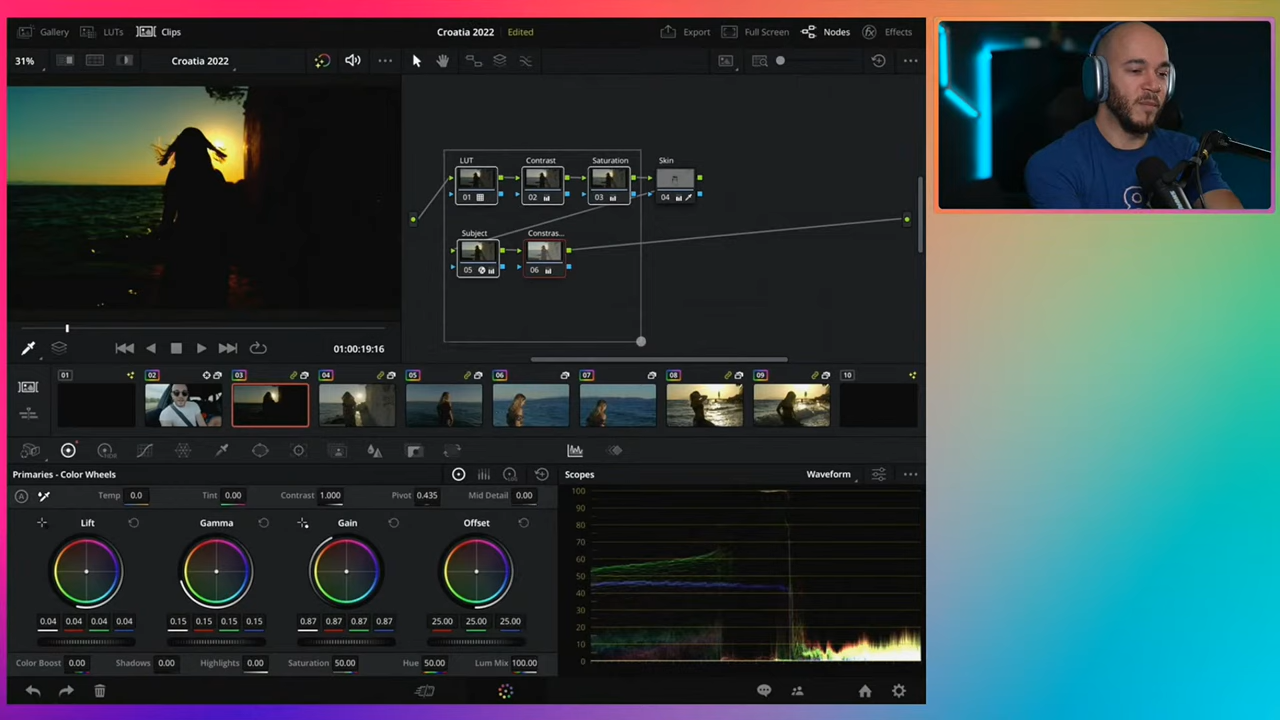 Gallery LUTs Clips Croatia 2022 Edited Export Full Screen Nodes Effects
31% Croatia 2022
LUT Contrast Saturation Skin
01 02 03 04
Subject Constras...
05 06
01:00:19:16
01 02 03 04 05 06 07 08 09 10
Primaries - Color Wheels Scopes Waveform
A Temp 0.0 Tint 0.00 Contrast 1.000 Pivot 0.435 Mid Detail 0.00
Lift Gamma Gain Offset
0.04 0.04 0.04 0.04 0.15 0.15 0.15 0.15 0.87 0.87 0.87 0.87 25.00 25.00 25.00
Color Boost 0.00 Shadows 0.00 Highlights 0.00 Saturation 50.00 Hue 50.00 Lum Mix 100.00
100
90
80
70
60
50
40
30
20
10
0